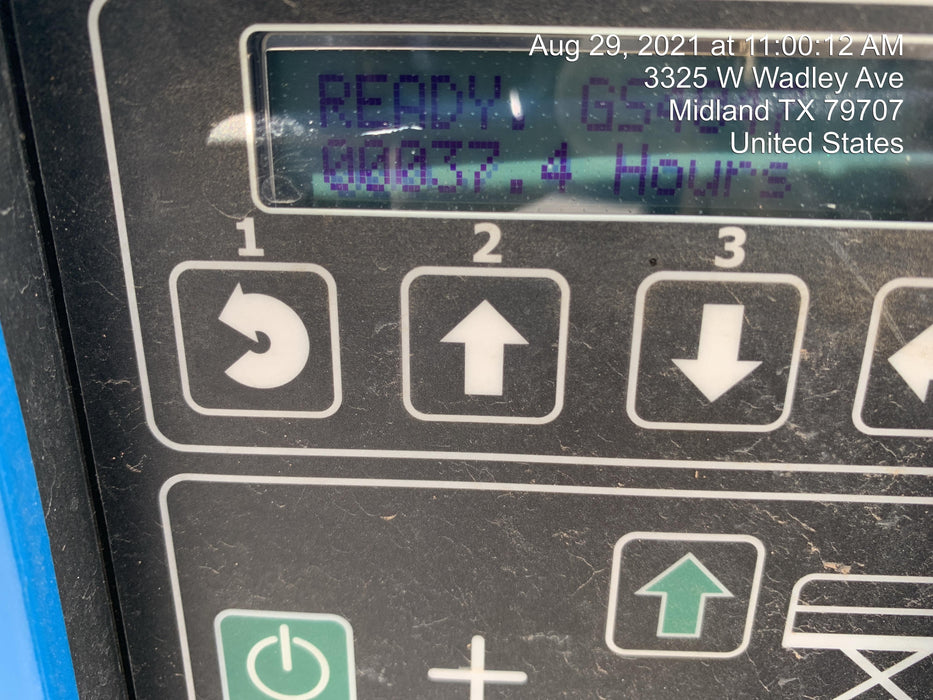 Aug 29, 2021 at 11:00:12 AM
3325 W Wadley Ave
Midland TX 79707
United States
READY,
00037.4 Hours
1 2 3